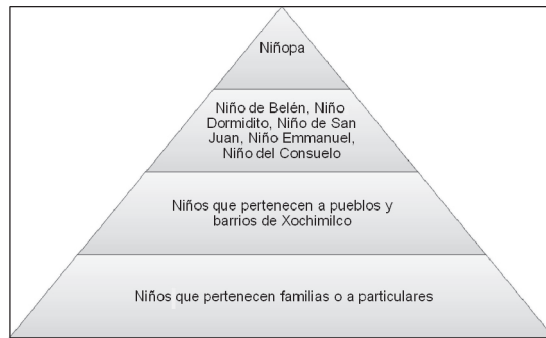 Niñopa
Niño de Belén, Niño
Dormidito, Niño de San
Juan, Niño Emmanuel,
Niño del Consuelo
Niños que pertenecen a pueblos y
barrios de Xochimilco
Niños que pertenecen familias o a particulares